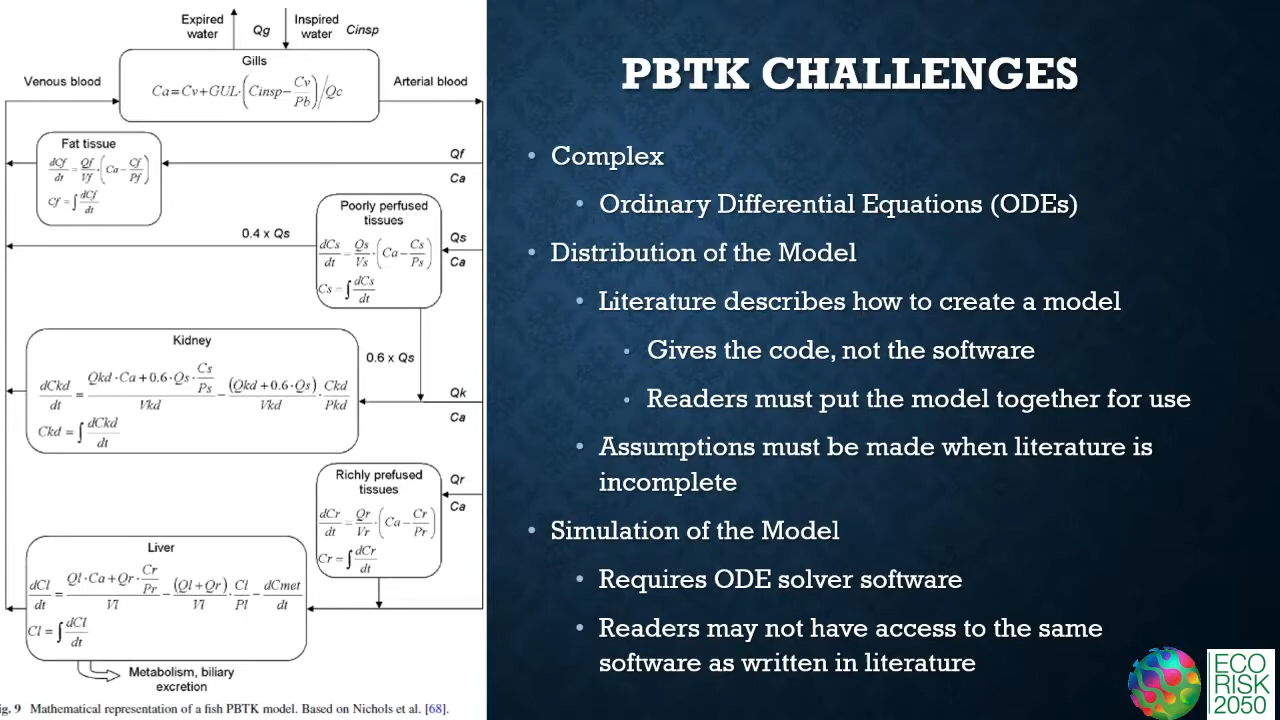 Expired
water
Qg
Inspired
water
Cinsp
Gills
Ca=Cv+GUL·(Cinsp-Cv/Pb)/Qc
Venous blood
Arterial blood
Fat tissue
dCf/dt=Qf/Vf·(Ca-Cf/Pf)
Cf=∫dCf/dt
Qf
Ca
Poorly perfused
tissues
dCs/dt=Qs/Vs·(Ca-Cs/Ps)
Cs=∫dCs/dt
0.4 x Qs
Qs
Ca
0.6 x Qs
Kidney
dCkd/dt=(Qkd·Ca+0.6·Qs·Cs/Ps)/Vkd-(Qkd+0.6·Qs)/Vkd·Ckd/Pkd
Ckd=∫dCkd/dt
Qk
Ca
Richly prefused
tissues
dCr/dt=Qr/Vr·(Ca-Cr/Pr)
Cr=∫dCr/dt
Qr
Ca
Liver
dCl/dt=(Ql·Ca+Qr·Cr/Pr)/Vl-(Ql+Qr)/Vl·Cl/Pl-dCmet/dt
Cl=∫dCl/dt
Metabolism, biliary
excretion
ig. 9 Mathematical representation of a fish PBTK model. Based on Nichols et al. [68].
PBTK CHALLENGES
• Complex
• Ordinary Differential Equations (ODEs)
• Distribution of the Model
• Literature describes how to create a model
• Gives the code, not the software
• Readers must put the model together for use
• Assumptions must be made when literature is
incomplete
• Simulation of the Model
• Requires ODE solver software
• Readers may not have access to the same
software as written in literature
ECO
RISK
2050